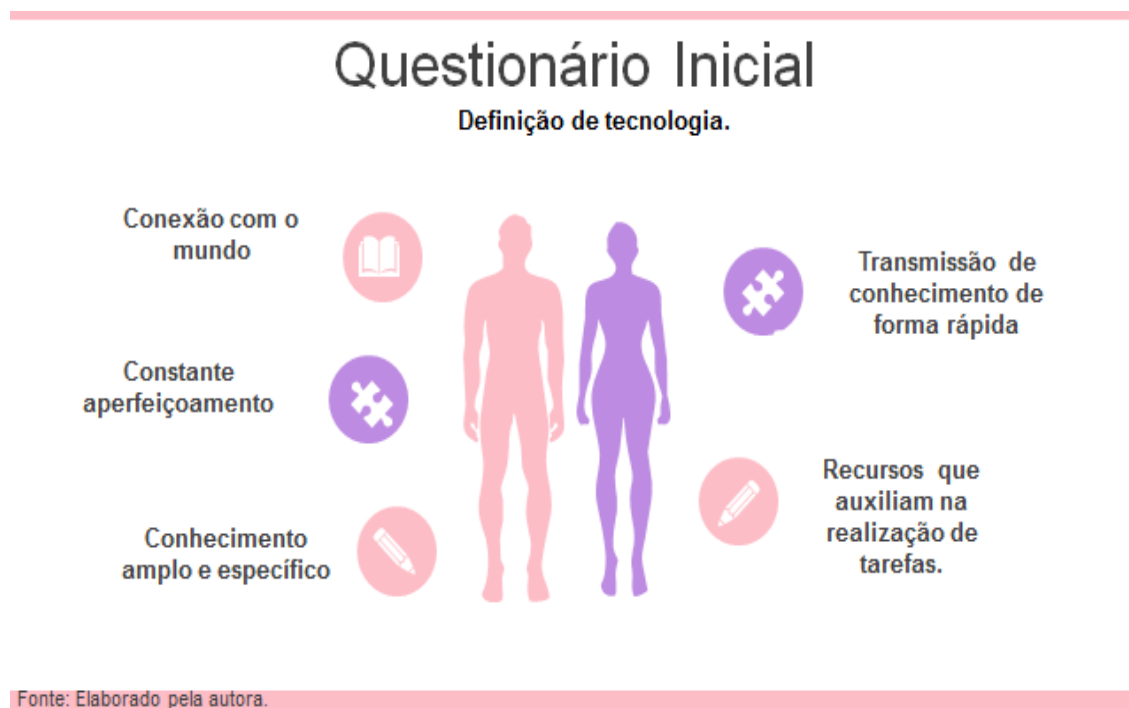 Questionário Inicial
Definição de tecnologia.
Conexão com o
mundo
Constante
aperfeiçoamento
Conhecimento
amplo e específico
Transmissão de
conhecimento de
forma rápida
Recursos que
auxiliam na
realização de
tarefas.
Fonte: Elaborado pela autora.